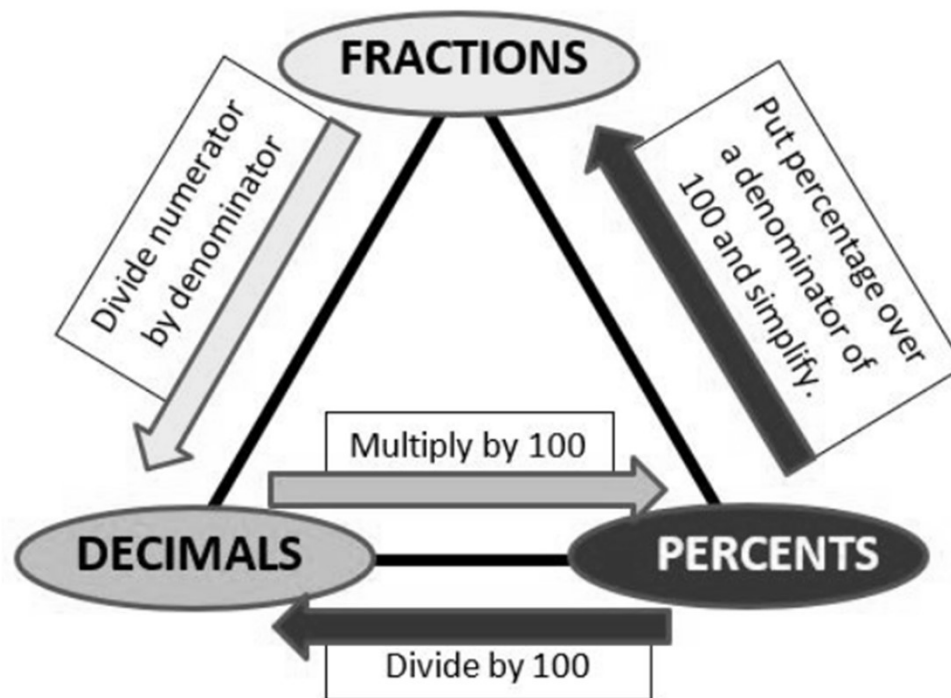 FRACTIONS
Divide numerator
by denominator
Put percentage over
a denominator of
100 and simplify.
Multiply by 100
DECIMALS
PERCENTS
Divide by 100